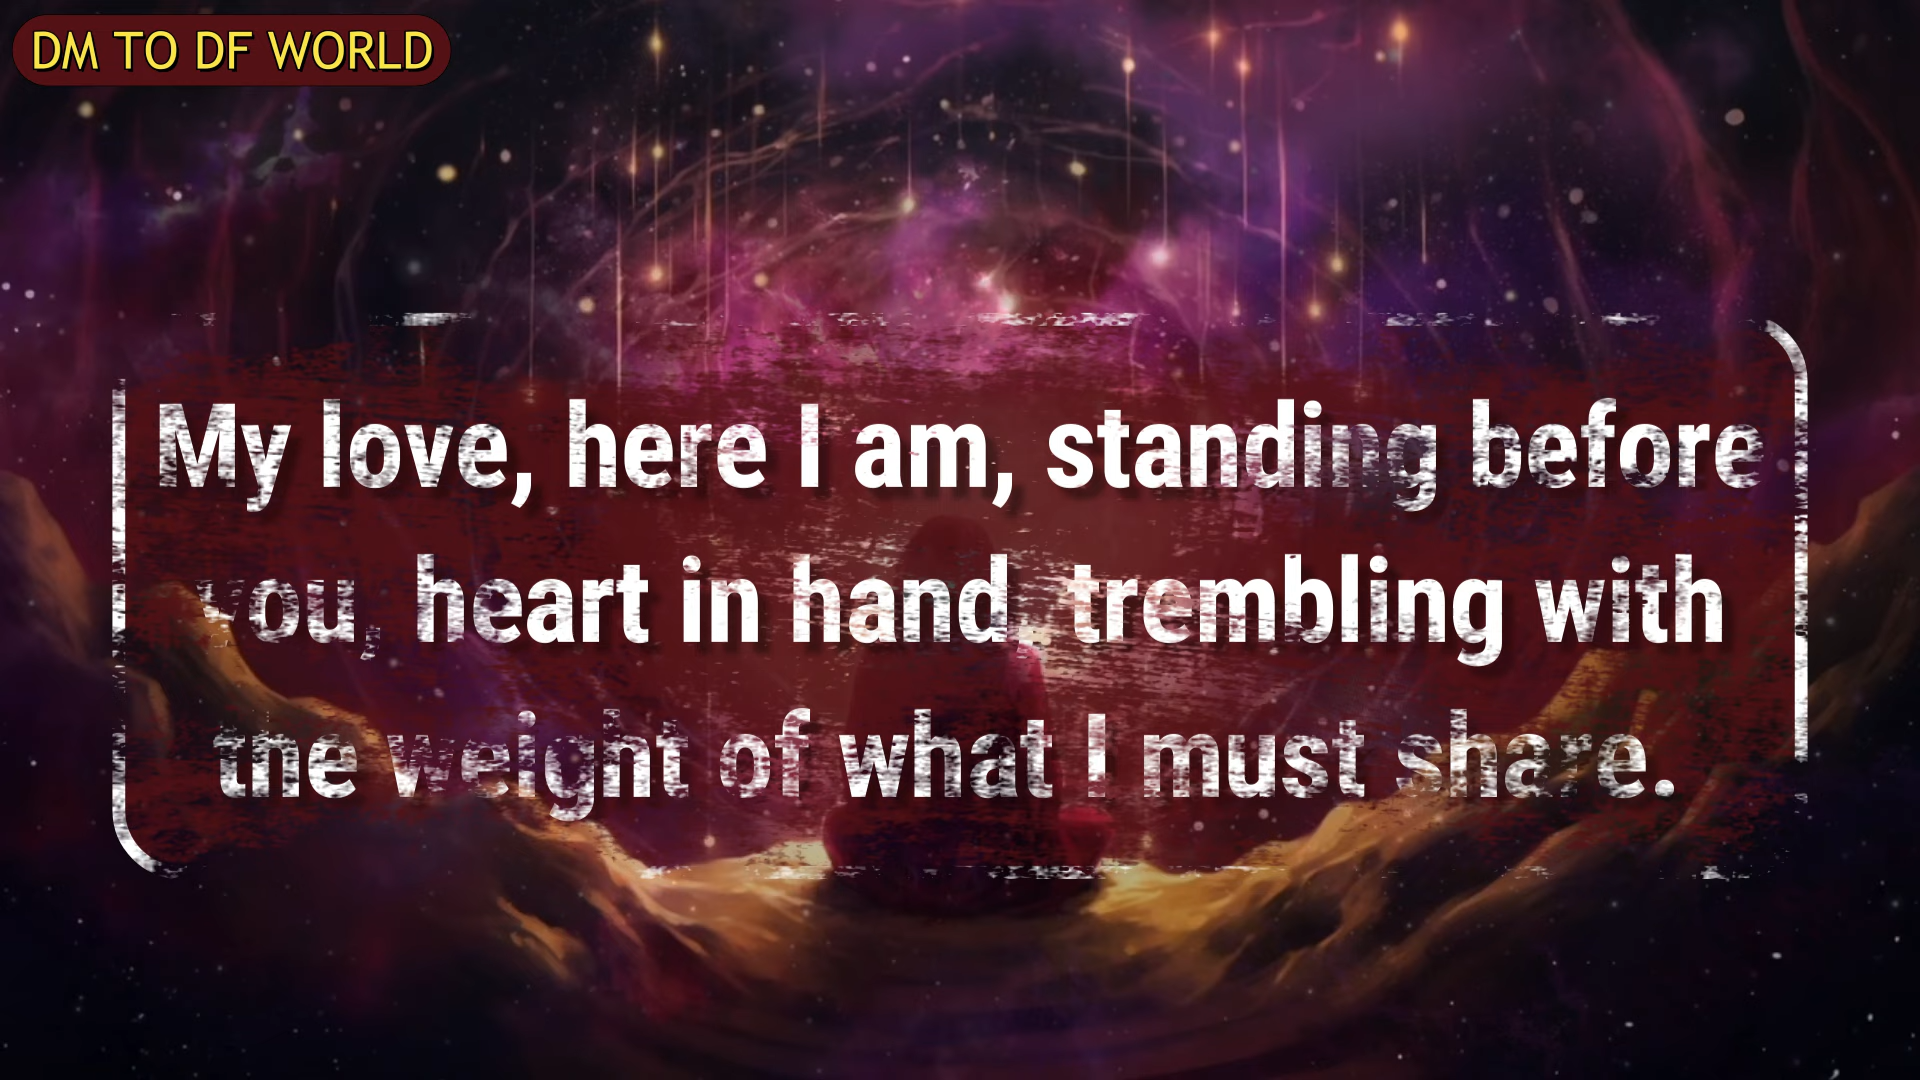 DM TO DF WORLD
My love, here I am, standing before
you, heart in hand, trembling with
the weight of what I must share.